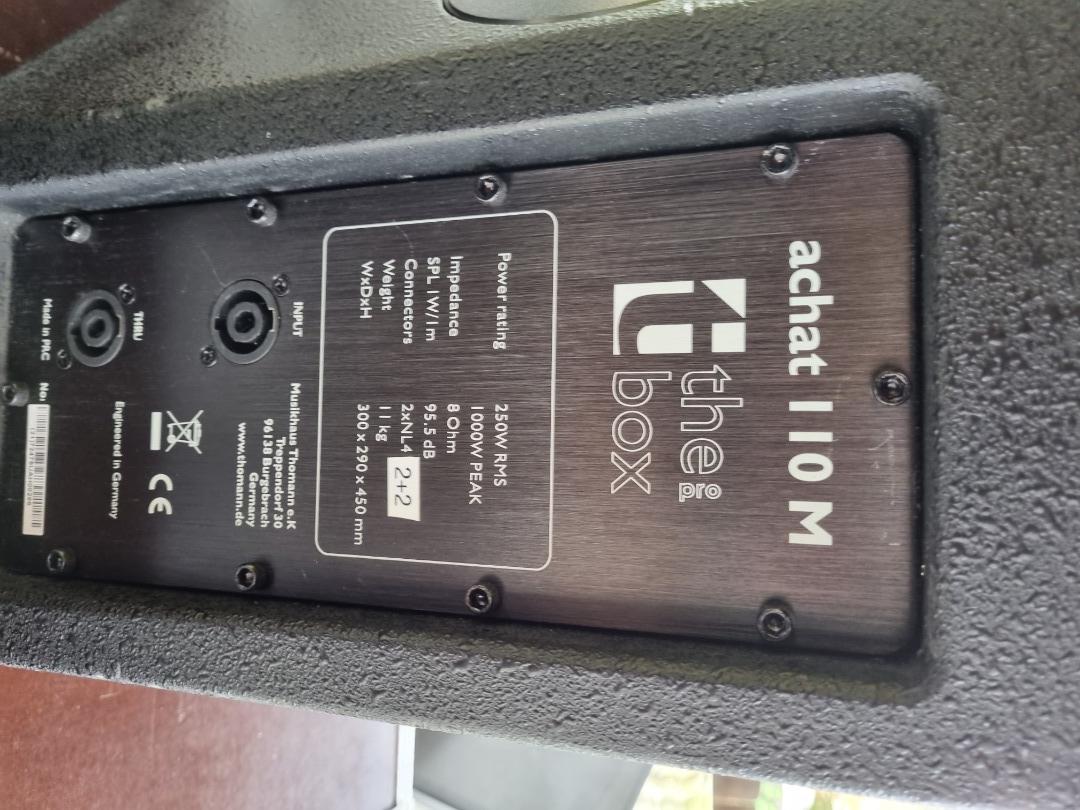 achat 110 M
the
box pro
Power rating 250W RMS
1000W PEAK
Impedance 8 Ohm
SPL 1W/1m 95.5 dB
Connectors 2xNL4 2+2
Weight 11 kg
WxDxH 300 x 290 x 450 mm
INPUT
Musikhaus Thomann e.K
Treppendorf 30
96138 Burgebrach
Germany
www.thomann.de
CE
THRU
Engineered in Germany
Made in PRC
No: